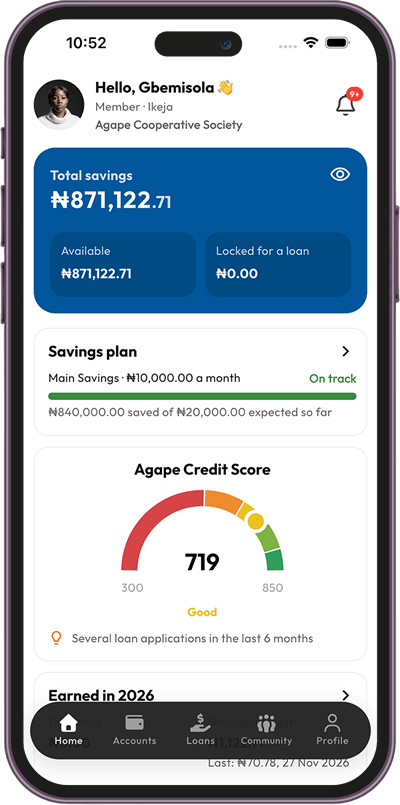 10:52
Hello, Gbemisola 👋
9+
Member · Ikeja
Agape Cooperative Society
Total savings
₦871,122.71
Available
Locked for a loan
₦871,122.71
₦0.00
Savings plan
Main Savings · ₦10,000.00 a month
On track
₦840,000.00 saved of ₦20,000.00 expected so far
Agape Credit Score
719
300
850
Good
Several loan applications in the last 6 months
Earned in 2026
Home
Accounts
Loans
Community
Profile
Last: ₦70.78, 27 Nov 2026